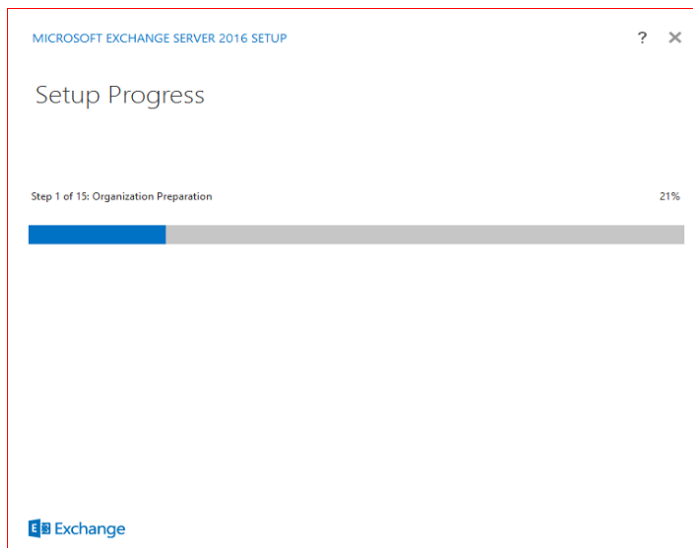 MICROSOFT EXCHANGE SERVER 2016 SETUP
? ✕
Setup Progress
Step 1 of 15: Organization Preparation 21%
E Exchange